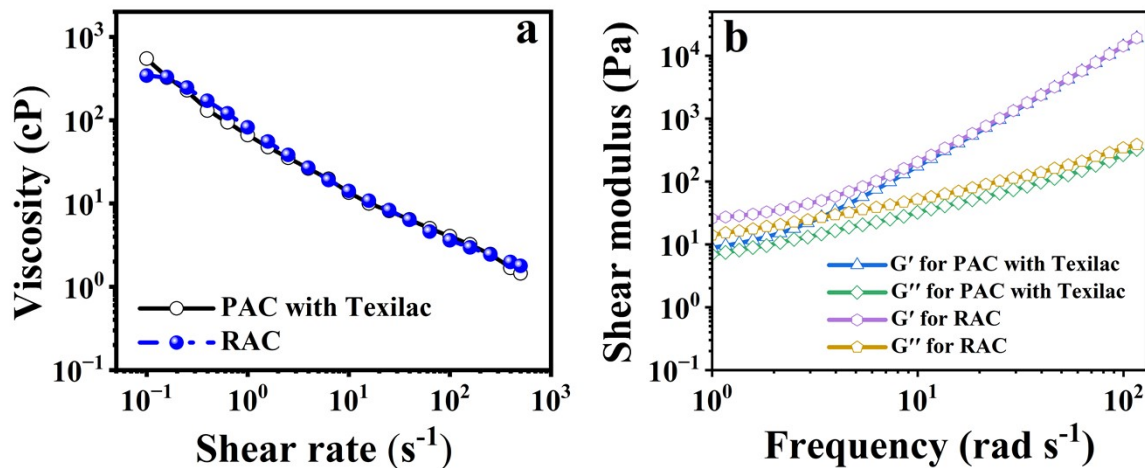 a
10³
10²
10¹
10⁰
10⁻¹
Viscosity (cP)
PAC with Texilac
RAC
10⁻¹ 10⁰ 10¹ 10² 10³
Shear rate (s⁻¹)
b
10⁴
10³
10²
10¹
10⁰
10⁻¹
Shear modulus (Pa)
G′ for PAC with Texilac
G′′ for PAC with Texilac
G′ for RAC
G′′ for RAC
10⁰ 10¹ 10²
Frequency (rad s⁻¹)